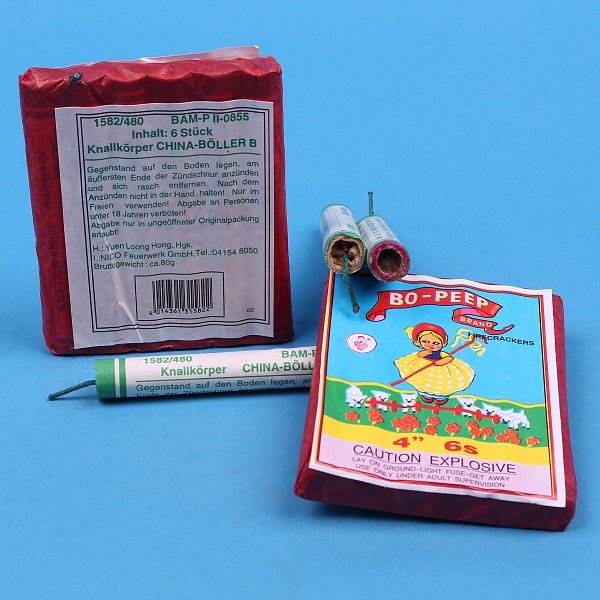 1582/480 BAM-P II-0855
Inhalt: 6 Stück
Knallkörper CHINA-BÖLLER B
Gegenstand auf den Boden legen, am
äußersten Ende der Zündschnur anzünden
und sich rasch entfernen. Nach dem
Anzünden nicht in der Hand halten! Nur im
Freien verwenden! Abgabe an Personen
unter 18 Jahren verboten!
Abgabe nur in ungeöffneter Originalpackung
erlaubt!
H.: Yuen Loong Hong, Hgk.
I.:NICO Feuerwerk GmbH,Tel.:04154 8050
Bruttogewicht : ca.80g
4 014361 315822
Knallkörper
1582/480 BAM-P
Knallkörper CHINA-BÖLL
Gegenstand auf den Boden legen, am
BO-PEEP
BRAND
FIRECRACKERS
4" 6s
CAUTION EXPLOSIVE
LAY ON GROUND-LIGHT FUSE-GET AWAY
USE ONLY UNDER ADULT SUPERVISION